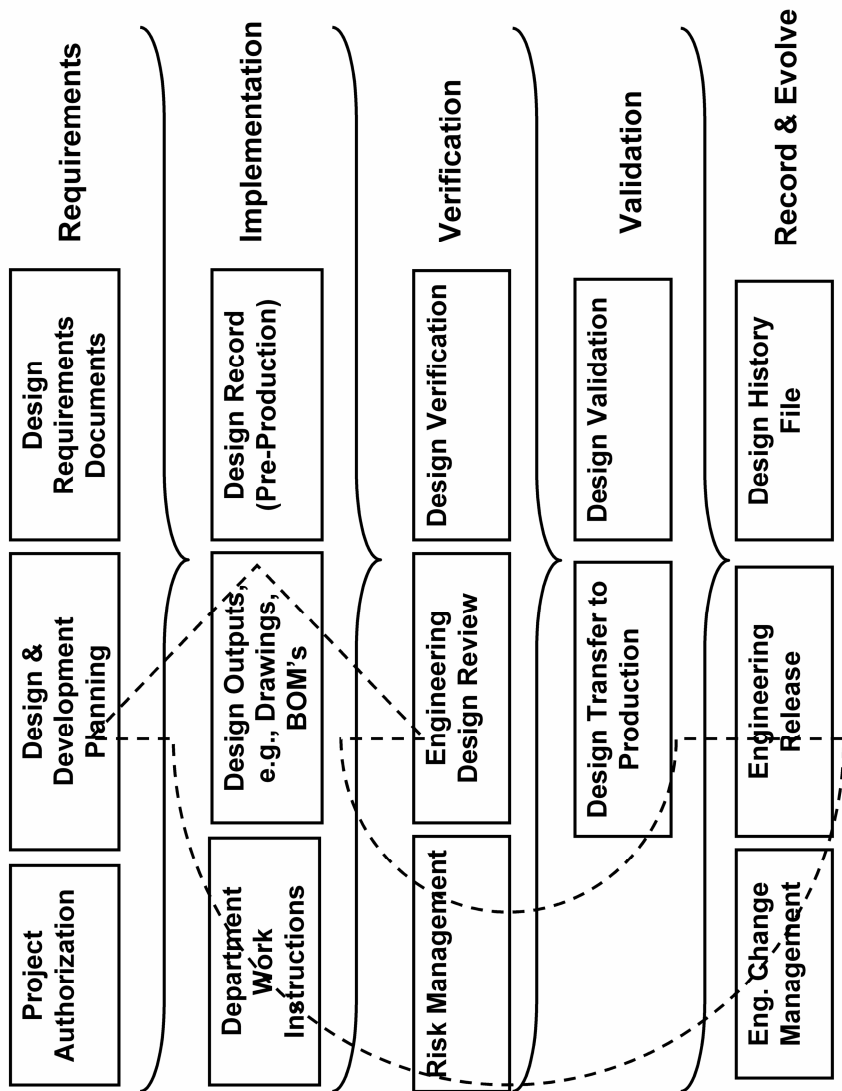 Requirements
Design
Requirements
Documents
Design &
Development
Planning
Project
Authorization
Implementation
Design Record
(Pre-Production)
Design Outputs,
e.g., Drawings,
BOM's
Department
Work
Instructions
Verification
Design Verification
Engineering
Design Review
Risk Management
Validation
Design Validation
Design Transfer to
Production
Record & Evolve
Design History
File
Engineering
Release
Eng. Change
Management